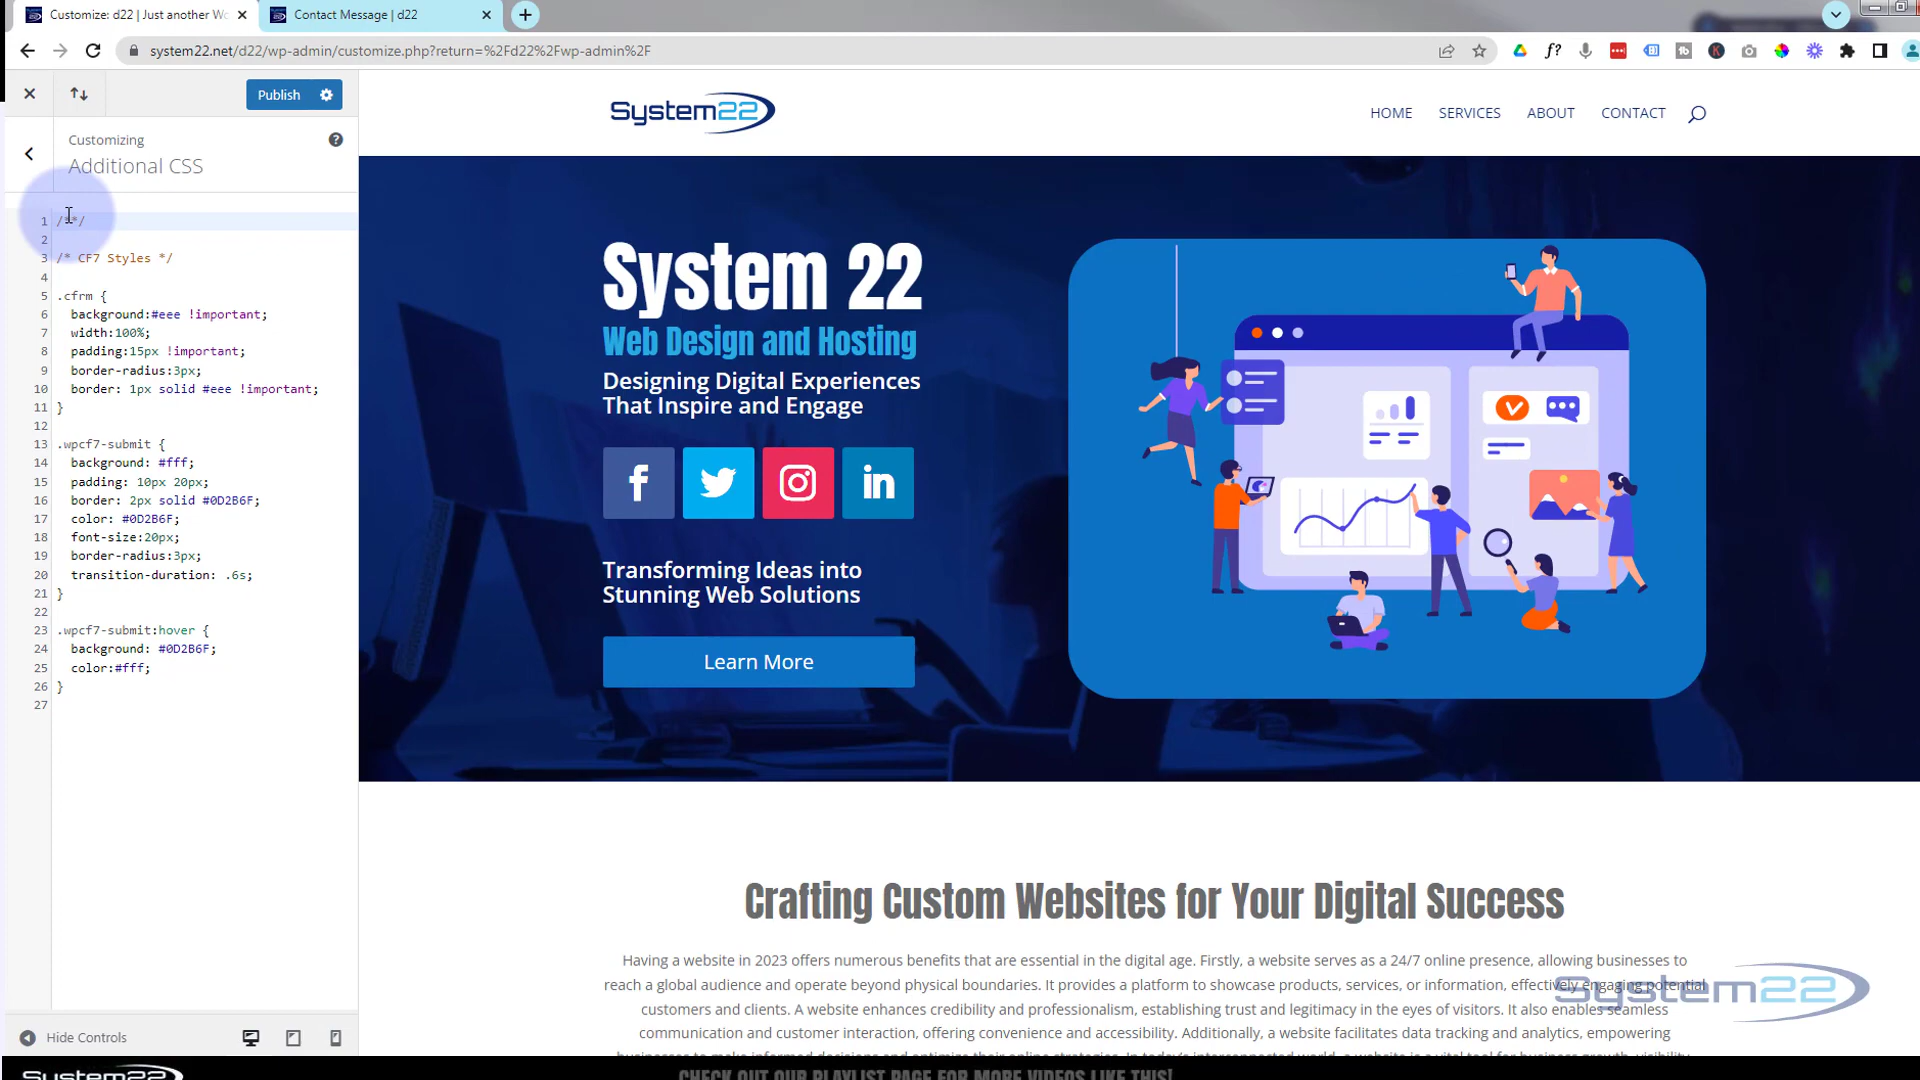 Customize: d22 | Just another Wo
Contact Message | d22
system22.net/d22/wp-admin/customize.php?return=%2Fd22%2Fwp-admin%2F
Publish
Customizing
Additional CSS
1 /**/
2
3 /* CF7 Styles */
4
5 .cfrm {
6 background:#eee !important;
7 width:100%;
8 padding:15px !important;
9 border-radius:3px;
10 border: 1px solid #eee !important;
11 }
12
13 .wpcf7-submit {
14 background: #fff;
15 padding: 10px 20px;
16 border: 2px solid #0D2B6F;
17 color: #0D2B6F;
18 font-size:20px;
19 border-radius:3px;
20 transition-duration: .6s;
21 }
22
23 .wpcf7-submit:hover {
24 background: #0D2B6F;
25 color:#fff;
26 }
27
Hide Controls
System22
HOME SERVICES ABOUT CONTACT
System 22
Web Design and Hosting
Designing Digital Experiences
That Inspire and Engage
Transforming Ideas into
Stunning Web Solutions
Learn More
Crafting Custom Websites for Your Digital Success
Having a website in 2023 offers numerous benefits that are essential in the digital age. Firstly, a website serves as a 24/7 online presence, allowing businesses to
reach a global audience and operate beyond physical boundaries. It provides a platform to showcase products, services, or information, effectively engaging potential
customers and clients. A website enhances credibility and professionalism, establishing trust and legitimacy in the eyes of visitors. It also enables seamless
communication and customer interaction, offering convenience and accessibility. Additionally, a website facilitates data tracking and analytics, empowering
System22
System22
CHECK OUT OUR PLAYLIST PAGE FOR MORE VIDEOS LIKE THIS!